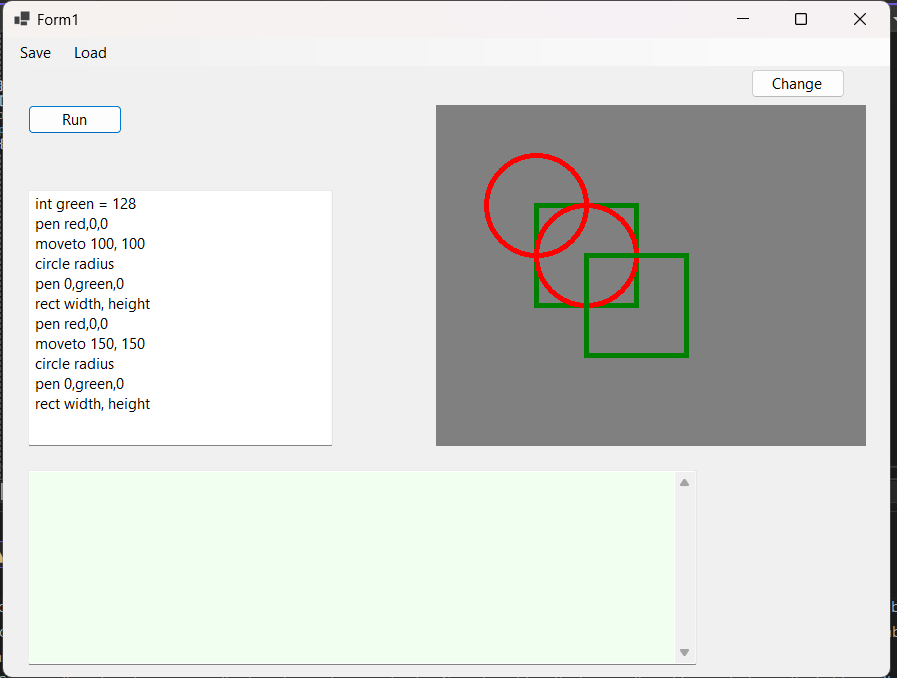 Form1
Save Load
Change
Run
int green = 128
pen red,0,0
moveto 100, 100
circle radius
pen 0,green,0
rect width, height
pen red,0,0
moveto 150, 150
circle radius
pen 0,green,0
rect width, height